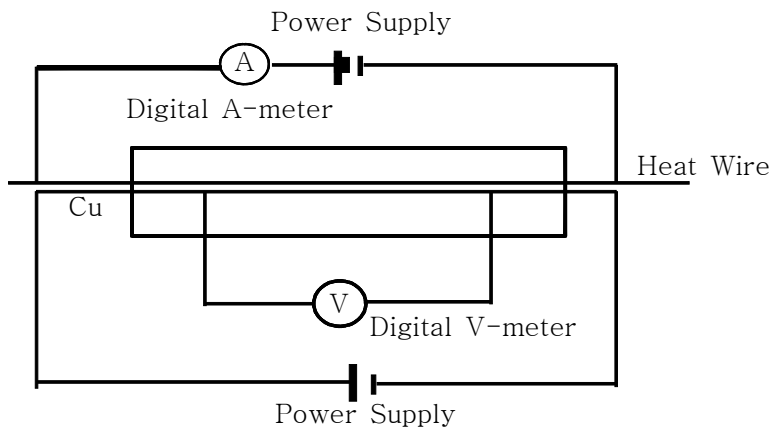 Power Supply
A
Digital A-meter
Heat Wire
Cu
V
Digital V-meter
Power Supply